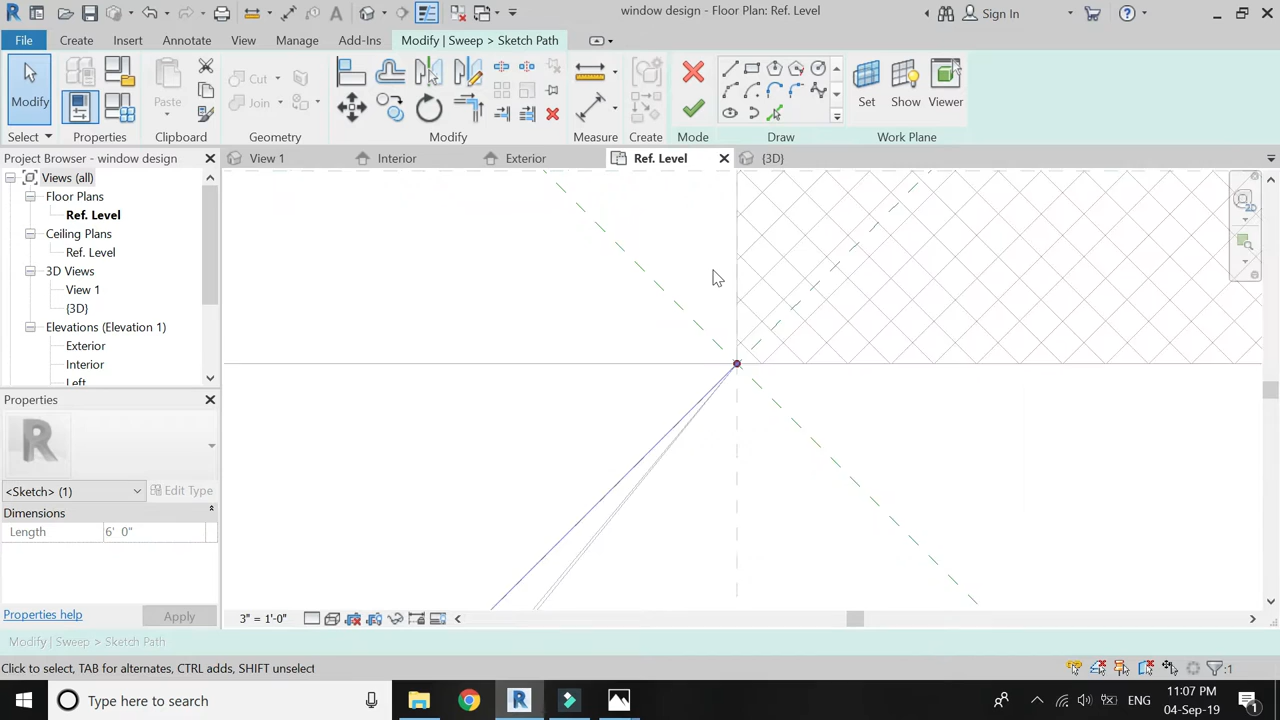 window design - Floor Plan: Ref. Level
Sign In
File
Create
Insert
Annotate
View
Manage
Add-Ins
Modify | Sweep > Sketch Path
Modify
Paste
Cut
Join
Set
Show
Viewer
Select
Properties
Clipboard
Geometry
Modify
Measure
Create
Mode
Draw
Work Plane
Project Browser - window design
View 1
Interior
Exterior
Ref. Level
{3D}
Views (all)
Floor Plans
Ref. Level
Ceiling Plans
Ref. Level
3D Views
View 1
{3D}
Elevations (Elevation 1)
Exterior
Interior
Left
Properties
<Sketch> (1)
Edit Type
Dimensions
Length
6' 0"
Properties help
Apply
3" = 1'-0"
Modify | Sweep > Sketch Path
Click to select, TAB for alternates, CTRL adds, SHIFT unselect
:1
Type here to search
ENG
11:07 PM
04-Sep-19
1